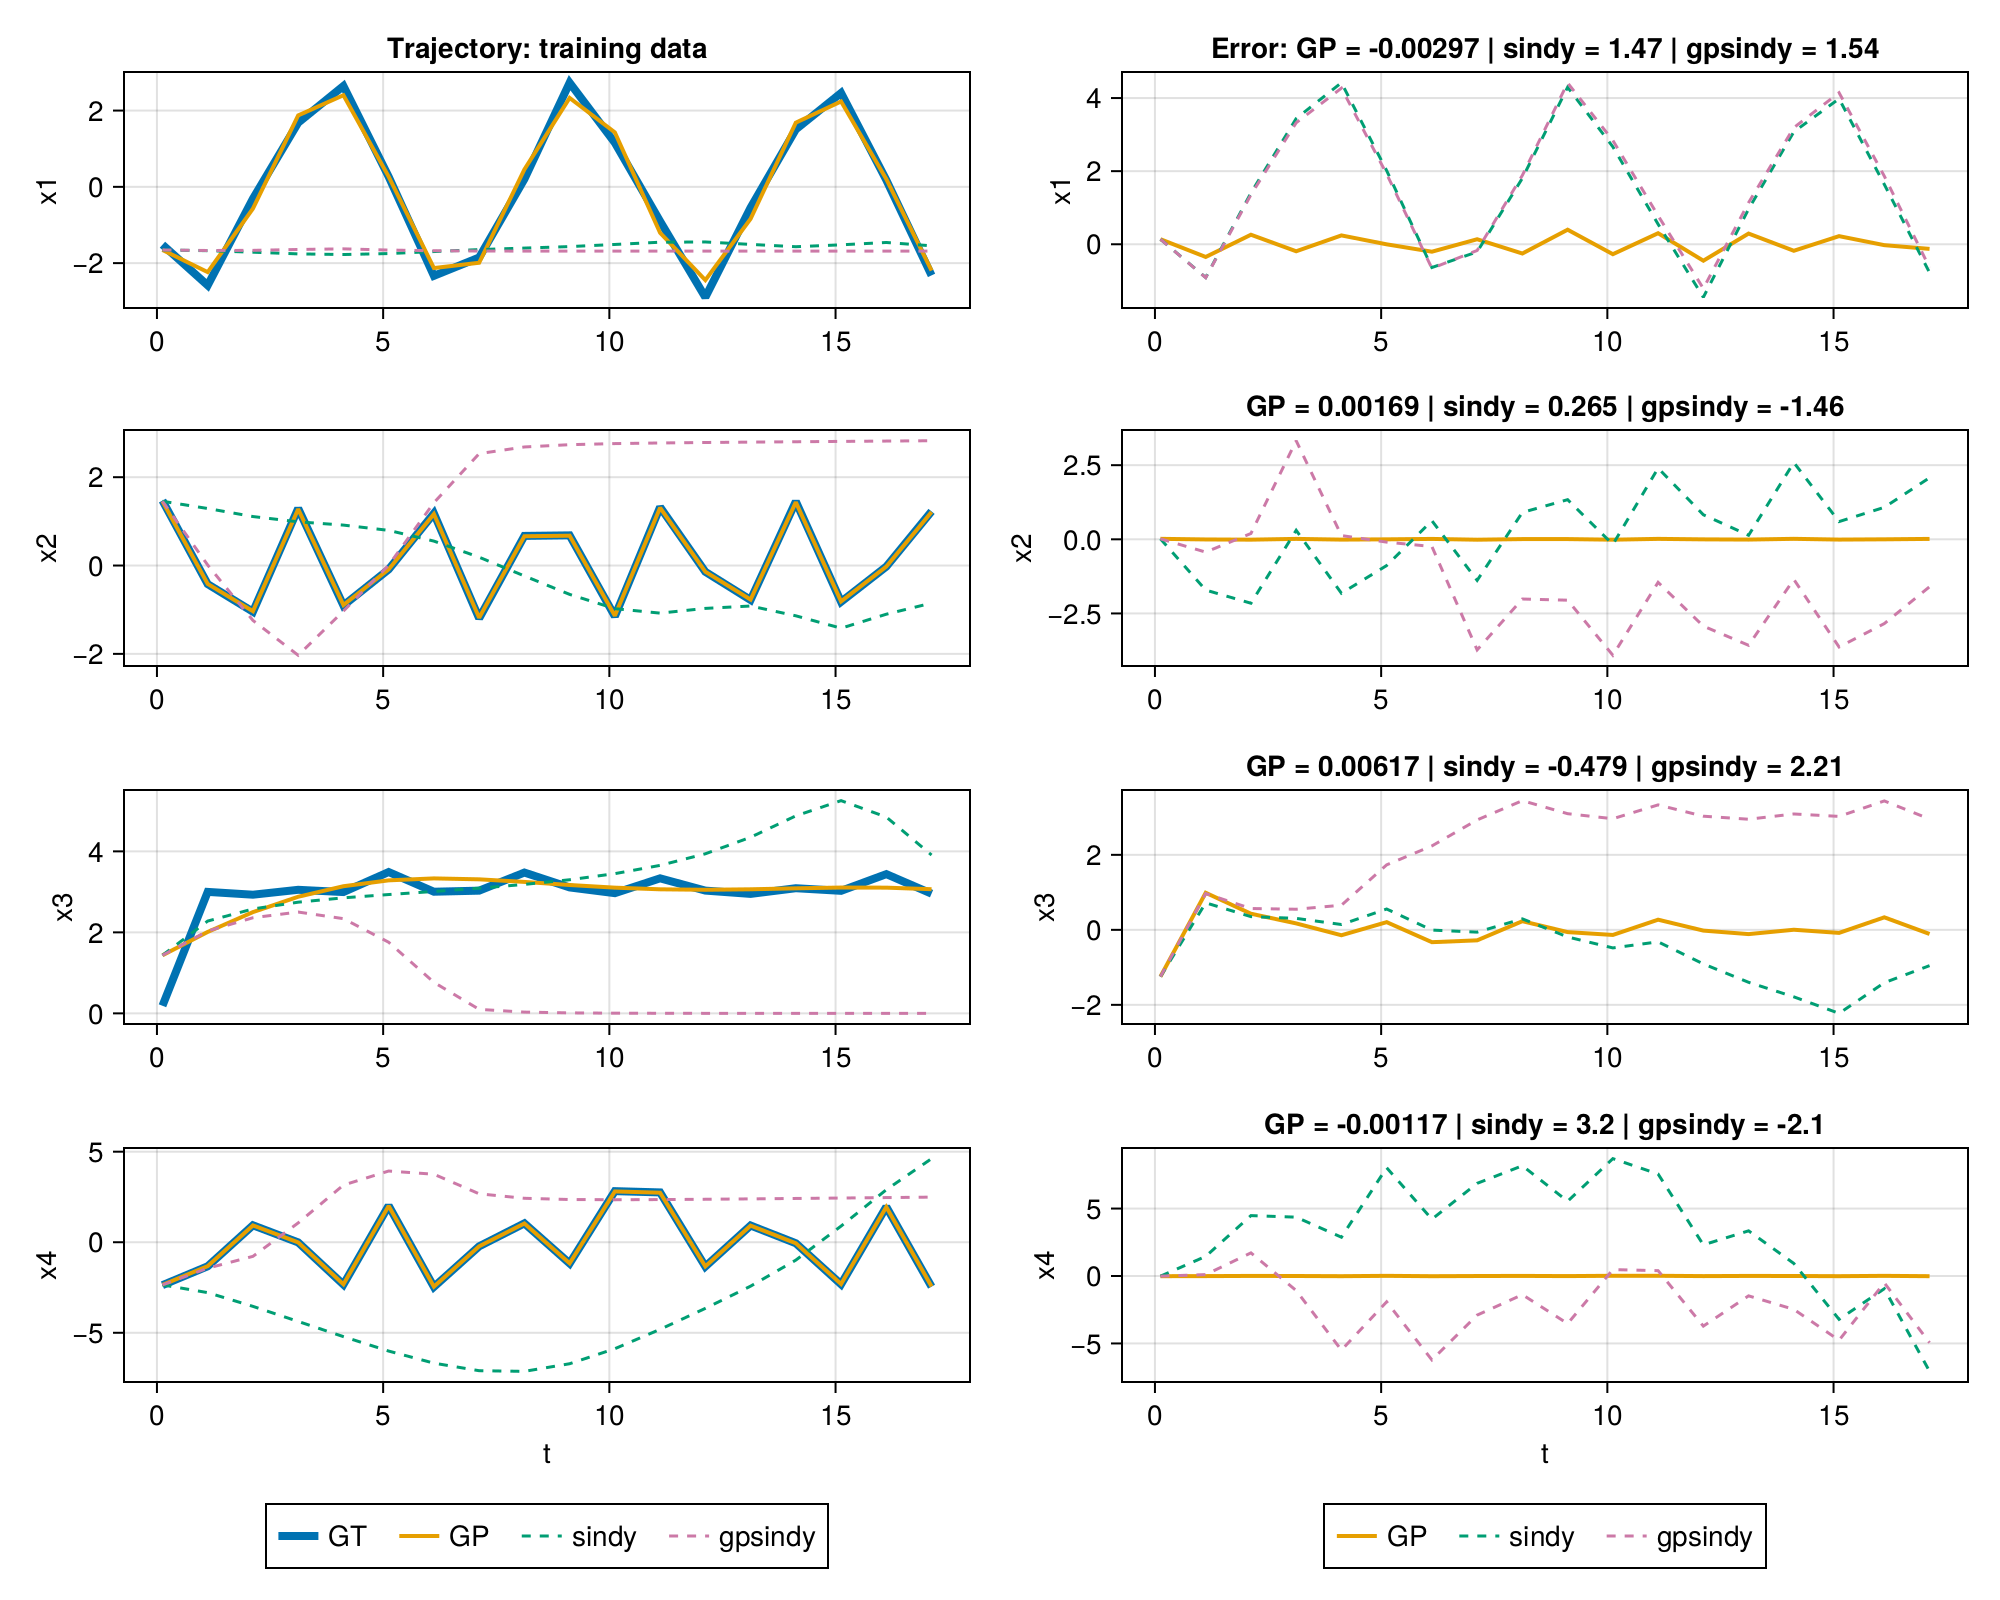 Trajectory: training data
x1
2
0
−2
0 5 10 15
Error: GP = -0.00297 | sindy = 1.47 | gpsindy = 1.54
x1
4
2
0
0 5 10 15
x2
2
0
−2
0 5 10 15
GP = 0.00169 | sindy = 0.265 | gpsindy = -1.46
x2
2.5
0.0
−2.5
0 5 10 15
x3
4
2
0
0 5 10 15
GP = 0.00617 | sindy = -0.479 | gpsindy = 2.21
x3
2
0
−2
0 5 10 15
x4
5
0
−5
0 5 10 15
t
GP = -0.00117 | sindy = 3.2 | gpsindy = -2.1
x4
5
0
−5
0 5 10 15
t
GT GP sindy gpsindy
GP sindy gpsindy